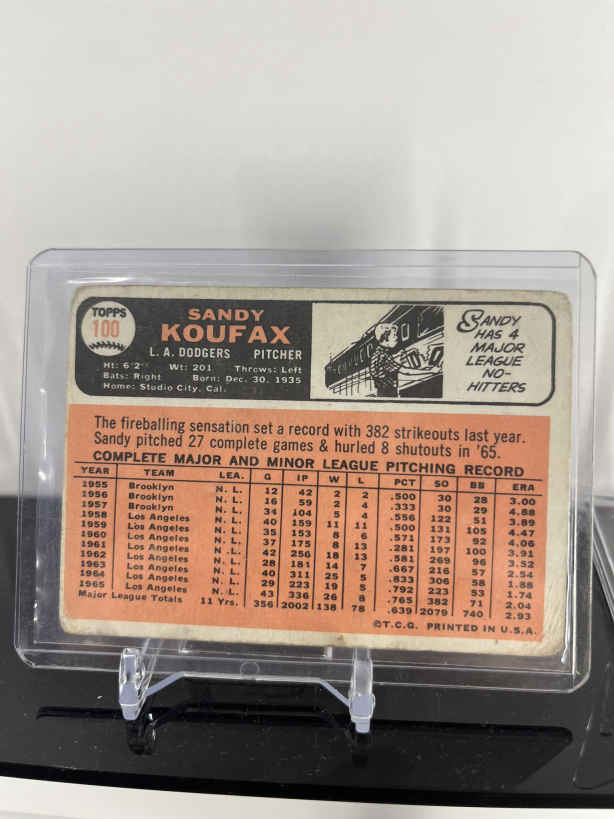 TOPPS
100
SANDY
KOUFAX
L. A. DODGERS PITCHER
Ht: 6'2" Wt: 201 Throws: Left
Bats: Right Born: Dec. 30, 1935
Home: Studio City, Cal.
SANDY
HAS 4
MAJOR
LEAGUE
NO-
HITTERS
The fireballing sensation set a record with 382 strikeouts last year.
Sandy pitched 27 complete games & hurled 8 shutouts in '65.
COMPLETE MAJOR AND MINOR LEAGUE PITCHING RECORD
YEAR TEAM LEA. G IP W L PCT SO BB ERA
1955 Brooklyn N. L. 12 42 2 2 .500 30 28 3.00
1956 Brooklyn N. L. 16 59 2 4 .333 30 29 4.88
1957 Brooklyn N. L. 34 104 5 4 .556 122 51 3.89
1958 Los Angeles N. L. 40 159 11 11 .500 131 105 4.47
1959 Los Angeles N. L. 35 153 8 6 .571 173 92 4.06
1960 Los Angeles N. L. 37 175 8 13 .381 197 100 3.91
1961 Los Angeles N. L. 42 256 18 13 .581 269 96 3.52
1962 Los Angeles N. L. 28 184 14 7 .667 216 57 2.54
1963 Los Angeles N. L. 40 311 25 5 .833 306 58 1.88
1964 Los Angeles N. L. 29 223 19 5 .792 223 53 1.74
1965 Los Angeles N. L. 43 336 26 8 .765 382 71 2.04
Major League Totals 11 Yrs. 356 2002 138 78 .639 2079 740 2.93
©T.C.G. PRINTED IN U.S.A.